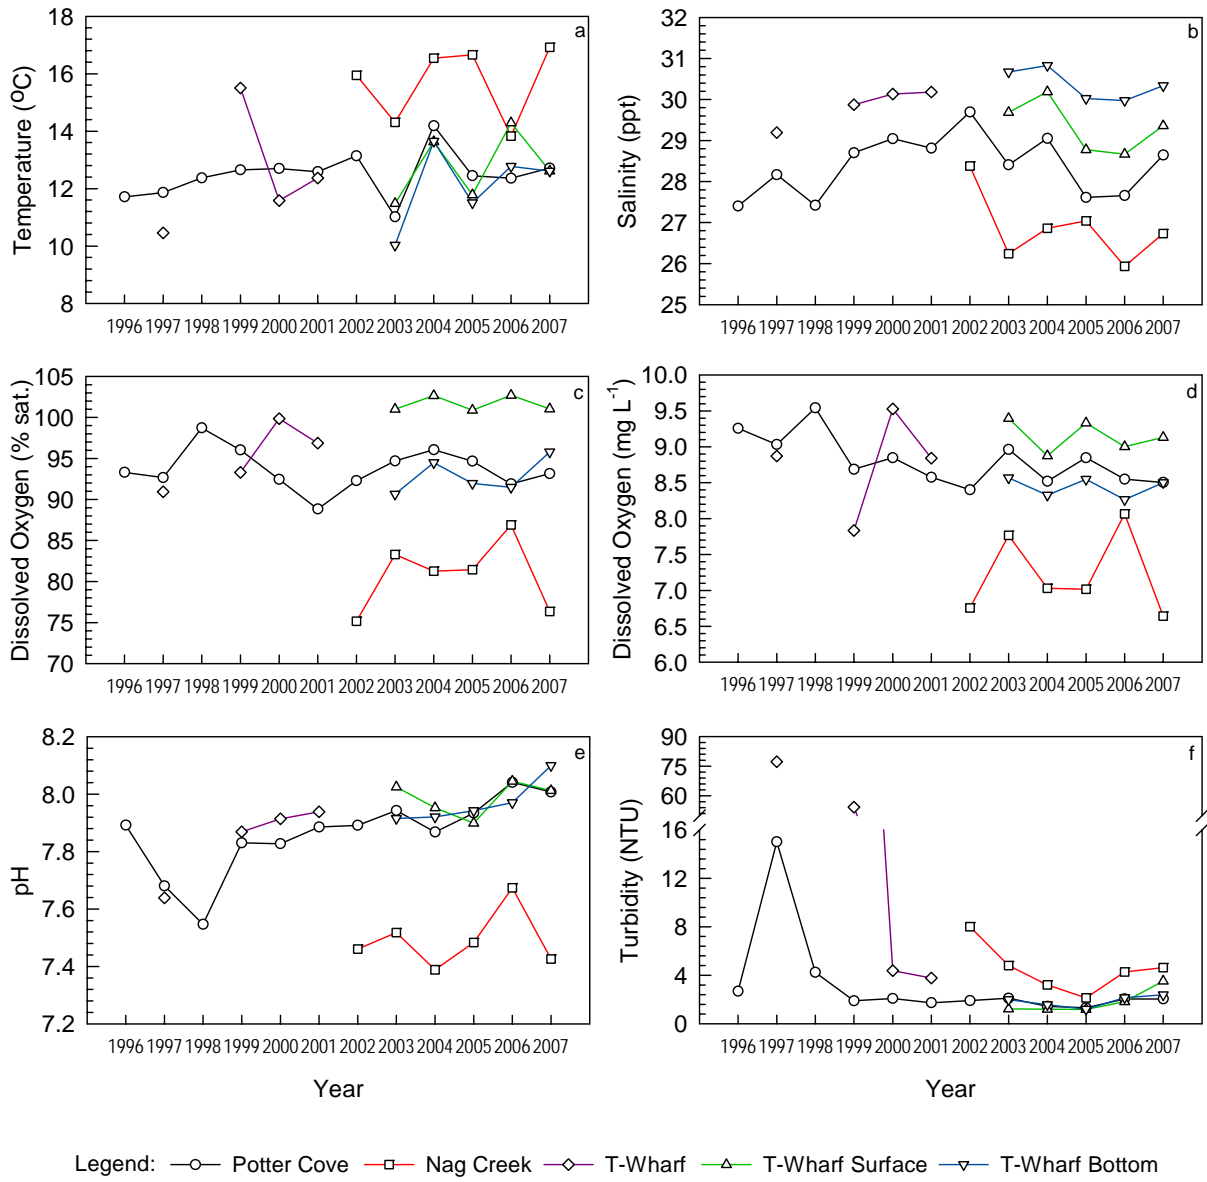 18
16
14
12
10
8
Temperature (ºC)
a
1996 1997 1998 1999 2000 2001 2002 2003 2004 2005 2006 2007
32
31
30
29
28
27
26
25
Salinity (ppt)
b
1996 1997 1998 1999 2000 2001 2002 2003 2004 2005 2006 2007
105
100
95
90
85
80
75
70
Dissolved Oxygen (% sat.)
c
1996 1997 1998 1999 2000 2001 2002 2003 2004 2005 2006 2007
10.0
9.5
9.0
8.5
8.0
7.5
7.0
6.5
6.0
Dissolved Oxygen (mg L⁻¹)
d
1996 1997 1998 1999 2000 2001 2002 2003 2004 2005 2006 2007
8.2
8.0
7.8
7.6
7.4
7.2
pH
e
1996 1997 1998 1999 2000 2001 2002 2003 2004 2005 2006 2007
Year
90
75
60
16
12
8
4
0
Turbidity (NTU)
f
1996 1997 1998 1999 2000 2001 2002 2003 2004 2005 2006 2007
Year
Legend: Potter Cove Nag Creek T-Wharf T-Wharf Surface T-Wharf Bottom